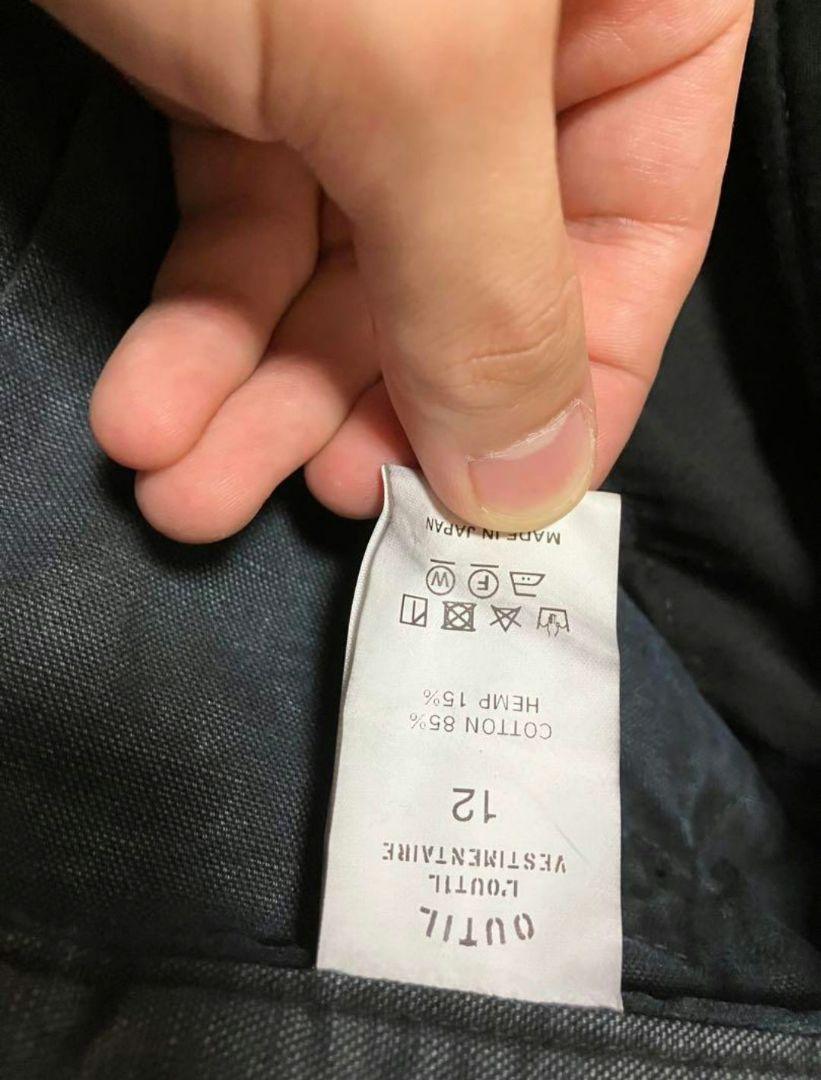 OUTIL
L'OUTIL
VESTIMENTAIRE
12
COTTON 85%
HEMP 15%
F W
MADE IN JAPAN